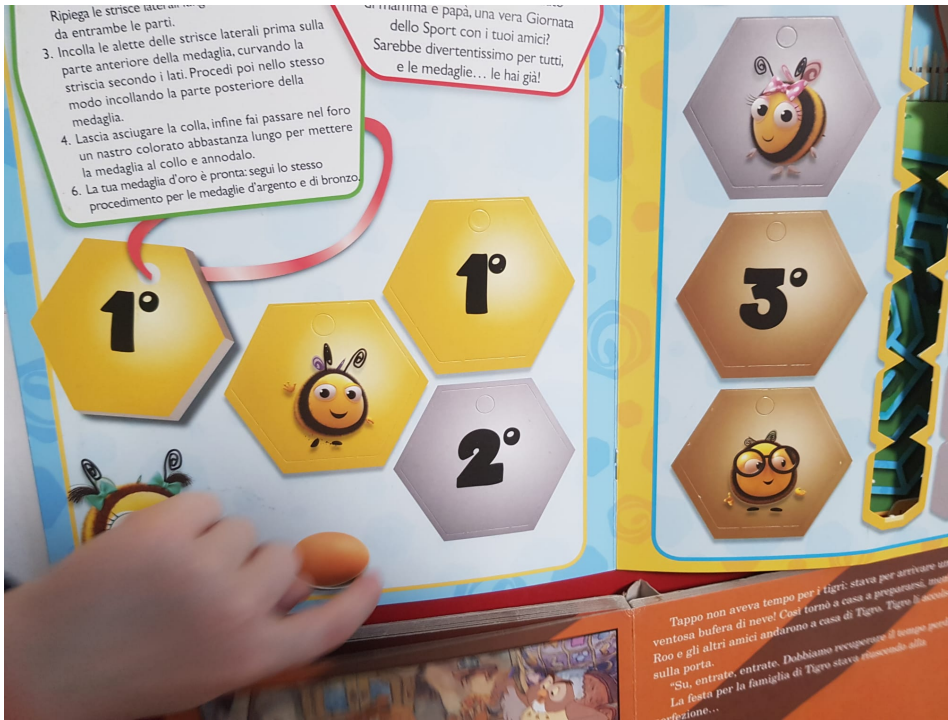 Ripiega le strisce laterali
da entrambe le parti.
3. Incolla le alette delle strisce laterali prima sulla
parte anteriore della medaglia, curvando la
striscia secondo i lati. Procedi poi nello stesso
modo incollando la parte posteriore della
medaglia.
4. Lascia asciugare la colla, infine fai passare nel foro
un nastro colorato abbastanza lungo per mettere
la medaglia al collo e annodalo.
6. La tua medaglia d'oro è pronta: segui lo stesso
procedimento per le medaglie d'argento e di bronzo.
di mamma e papà, una vera Giornata
dello Sport con i tuoi amici?
Sarebbe divertentissimo per tutti,
e le medaglie... le hai già!
1°
1°
2°
3°
Tappo non aveva tempo per i tigri: stava per arrivare
ventosa bufera di neve! Così tornò a casa a prepararsi,
Roo e gli altri amici andarono a casa di Tigro. Tigro li
sulla porta.
"Su, entrate, entrate. Dobbiamo recuperare il tempo
La festa per la famiglia di Tigro stava riuscendo alla